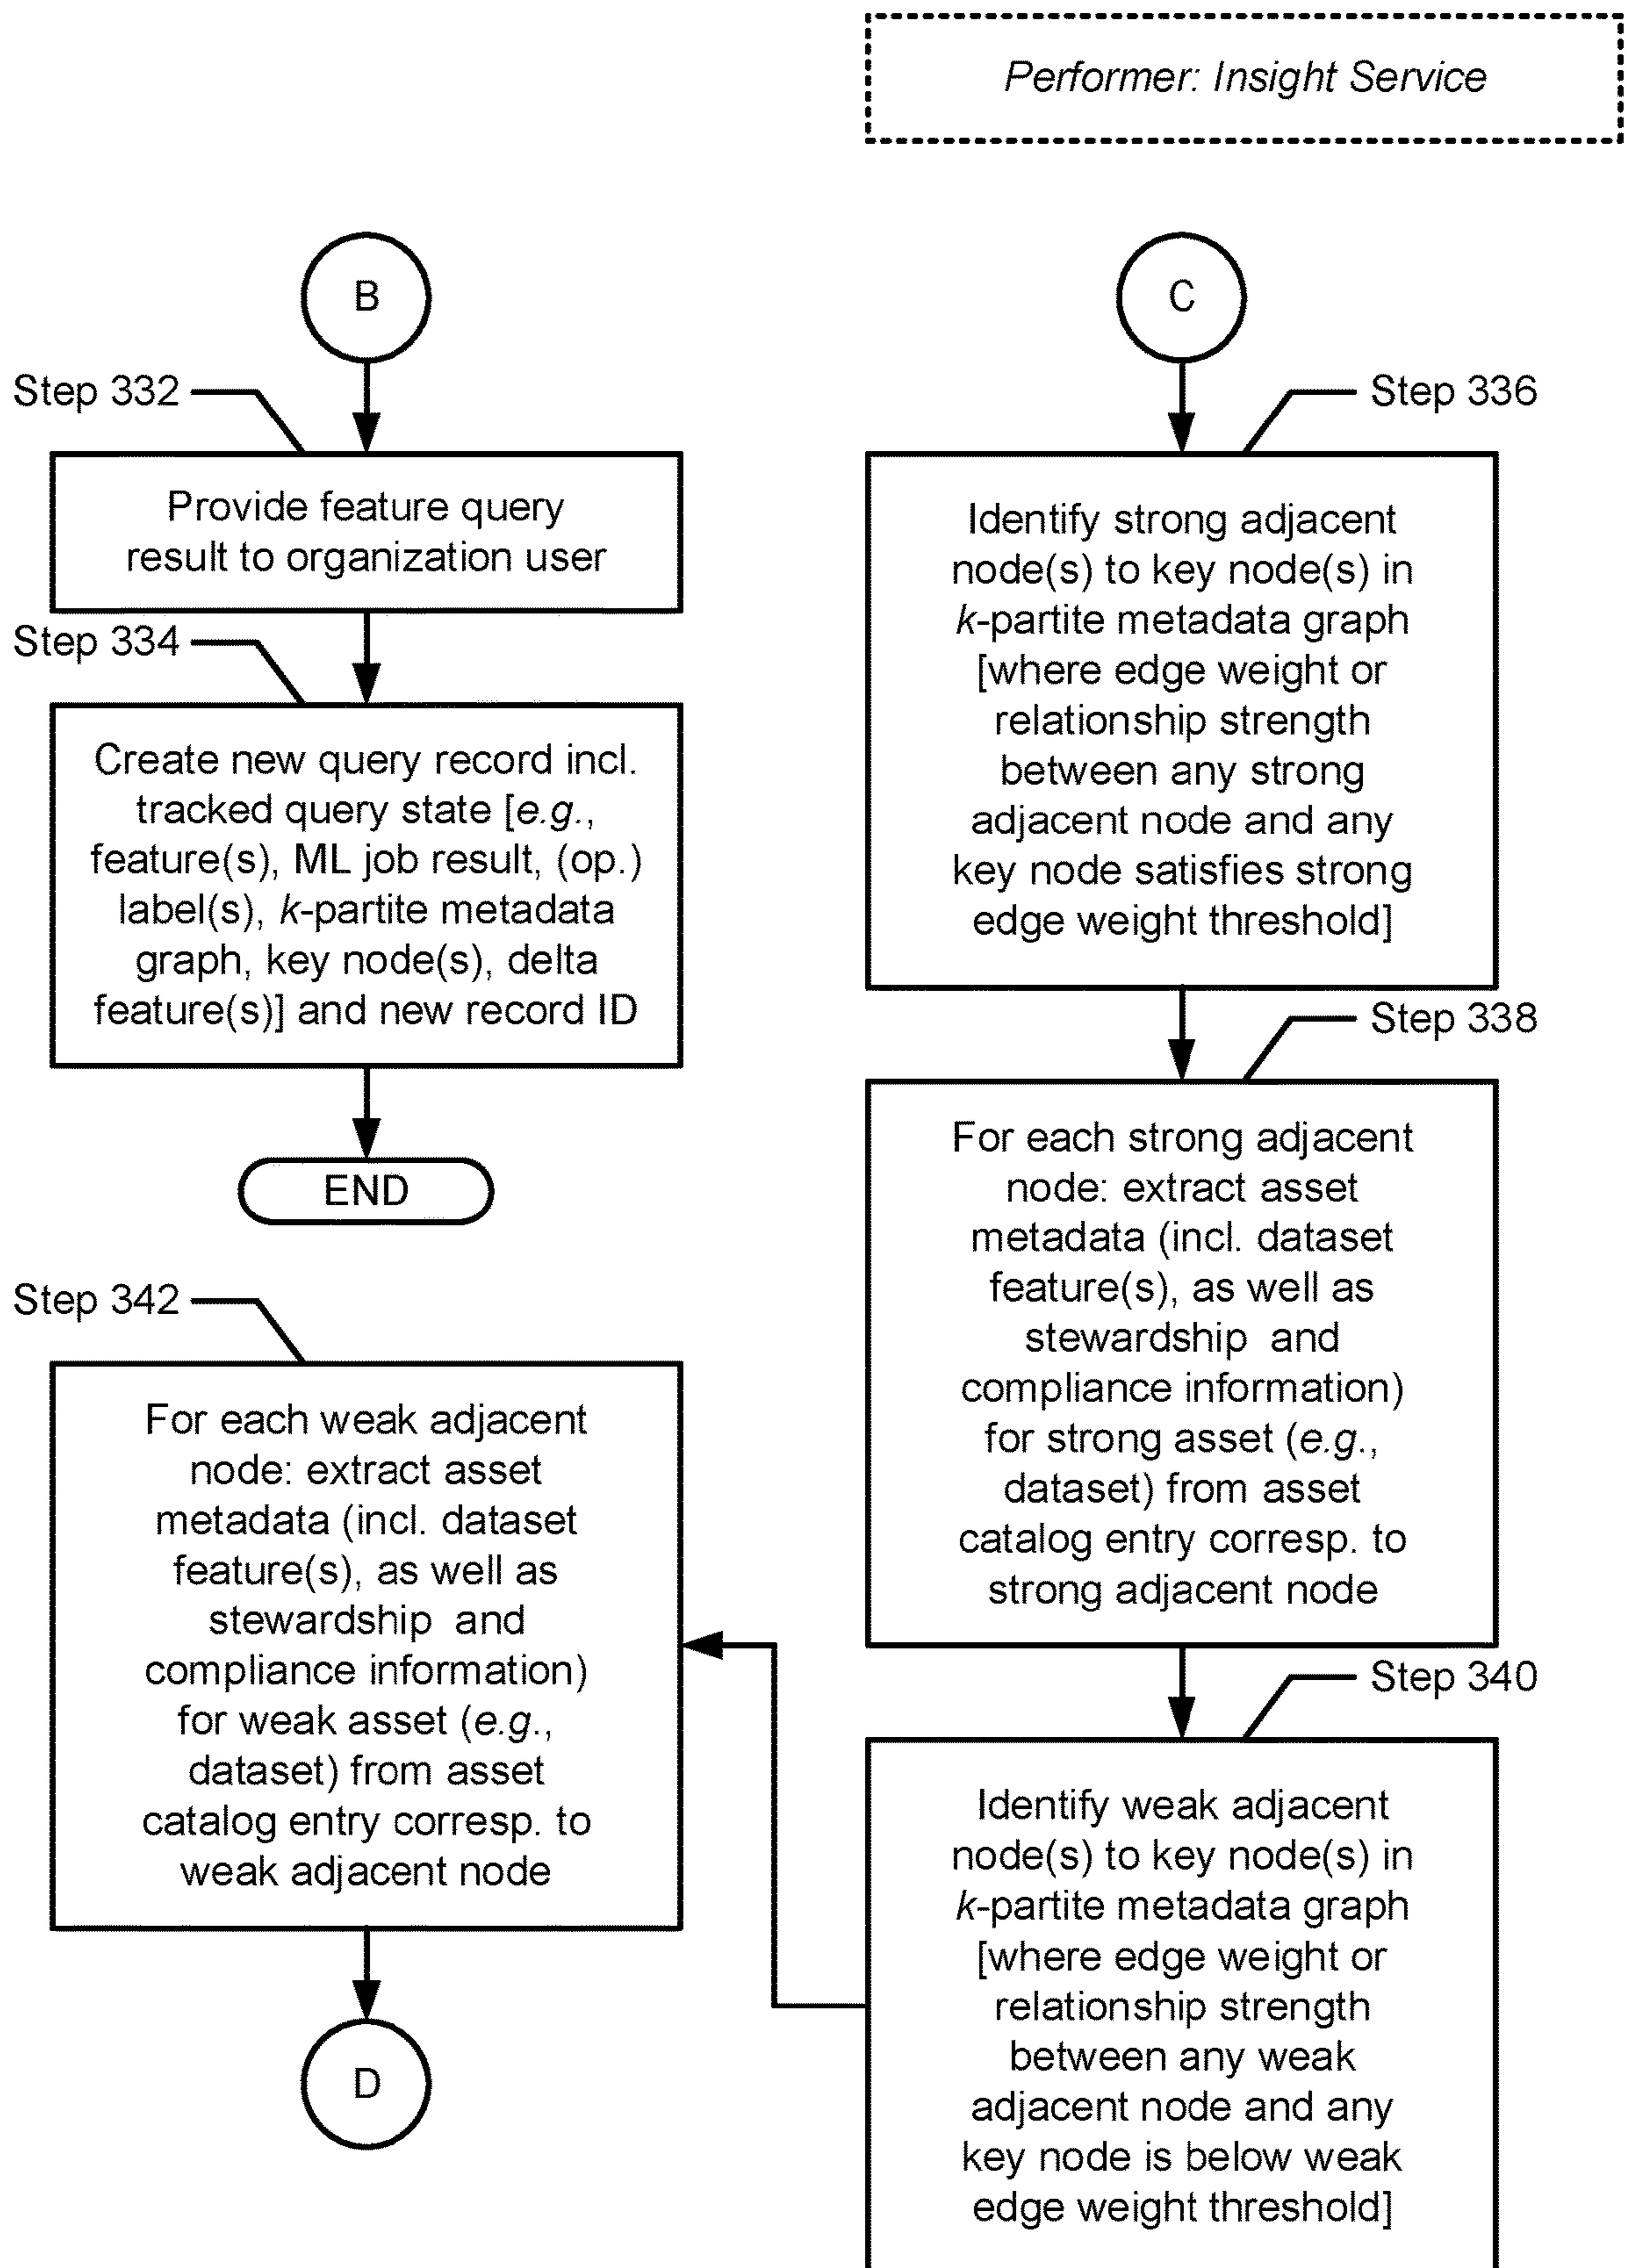 Performer: Insight Service
B
Step 332
Provide feature query
result to organization user
Step 334
Create new query record incl.
tracked query state [e.g.,
feature(s), ML job result, (op.)
label(s), k-partite metadata
graph, key node(s), delta
feature(s)] and new record ID
END
C
Step 336
Identify strong adjacent
node(s) to key node(s) in
k-partite metadata graph
[where edge weight or
relationship strength
between any strong
adjacent node and any
key node satisfies strong
edge weight threshold]
Step 338
For each strong adjacent
node: extract asset
metadata (incl. dataset
feature(s), as well as
stewardship and
compliance information)
for strong asset (e.g.,
dataset) from asset
catalog entry corresp. to
strong adjacent node
Step 340
Identify weak adjacent
node(s) to key node(s) in
k-partite metadata graph
[where edge weight or
relationship strength
between any weak
adjacent node and any
key node is below weak
edge weight threshold]
Step 342
For each weak adjacent
node: extract asset
metadata (incl. dataset
feature(s), as well as
stewardship and
compliance information)
for weak asset (e.g.,
dataset) from asset
catalog entry corresp. to
weak adjacent node
D